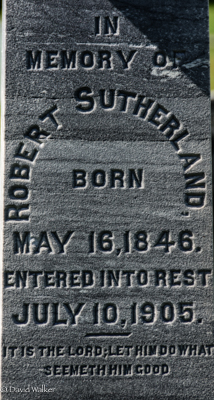 IN
MEMORY OF
ROBERT SUTHERLAND,
BORN
MAY 16, 1846.
ENTERED INTO REST
JULY 10, 1905.
IT IS THE LORD; LET HIM DO WHAT
SEEMETH HIM GOOD
© David Walker